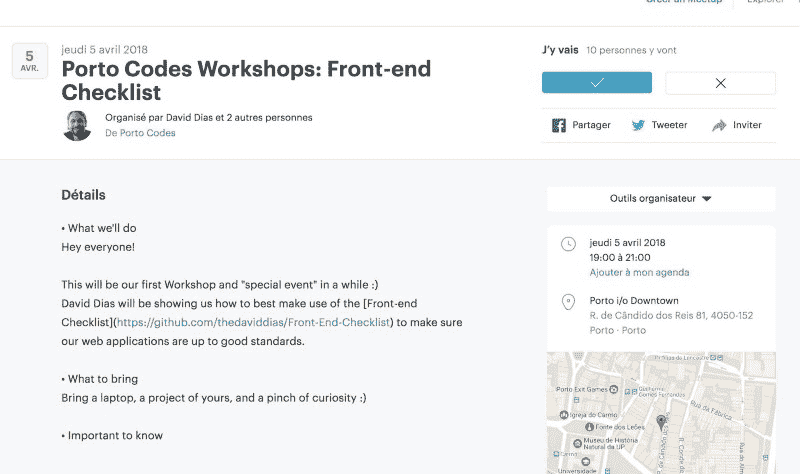 Créer un Meetup
Explorer
5
AVR.
jeudi 5 avril 2018
Porto Codes Workshops: Front-end
Checklist
Organisé par David Dias et 2 autres personnes
De Porto Codes
J'y vais 10 personnes y vont
Partager
Tweeter
Inviter
Détails
• What we'll do
Hey everyone!
This will be our first Workshop and "special event" in a while :)
David Dias will be showing us how to best make use of the [Front-end
Checklist](https://github.com/thedaviddias/Front-End-Checklist) to make sure
our web applications are up to good standards.
• What to bring
Bring a laptop, a project of yours, and a pinch of curiosity :)
• Important to know
Outils organisateur
jeudi 5 avril 2018
19:00 à 21:00
Ajouter à mon agenda
Porto i/o Downtown
R. de Cândido dos Reis 81, 4050-152
Porto · Porto
Porto Exit Games
Guilherme
Gomes Fernandes
Rua da Fábrica
Igreja do Carmo
Fonte dos Leões
Museu de História
Natural da UP
Carmo
Universidade